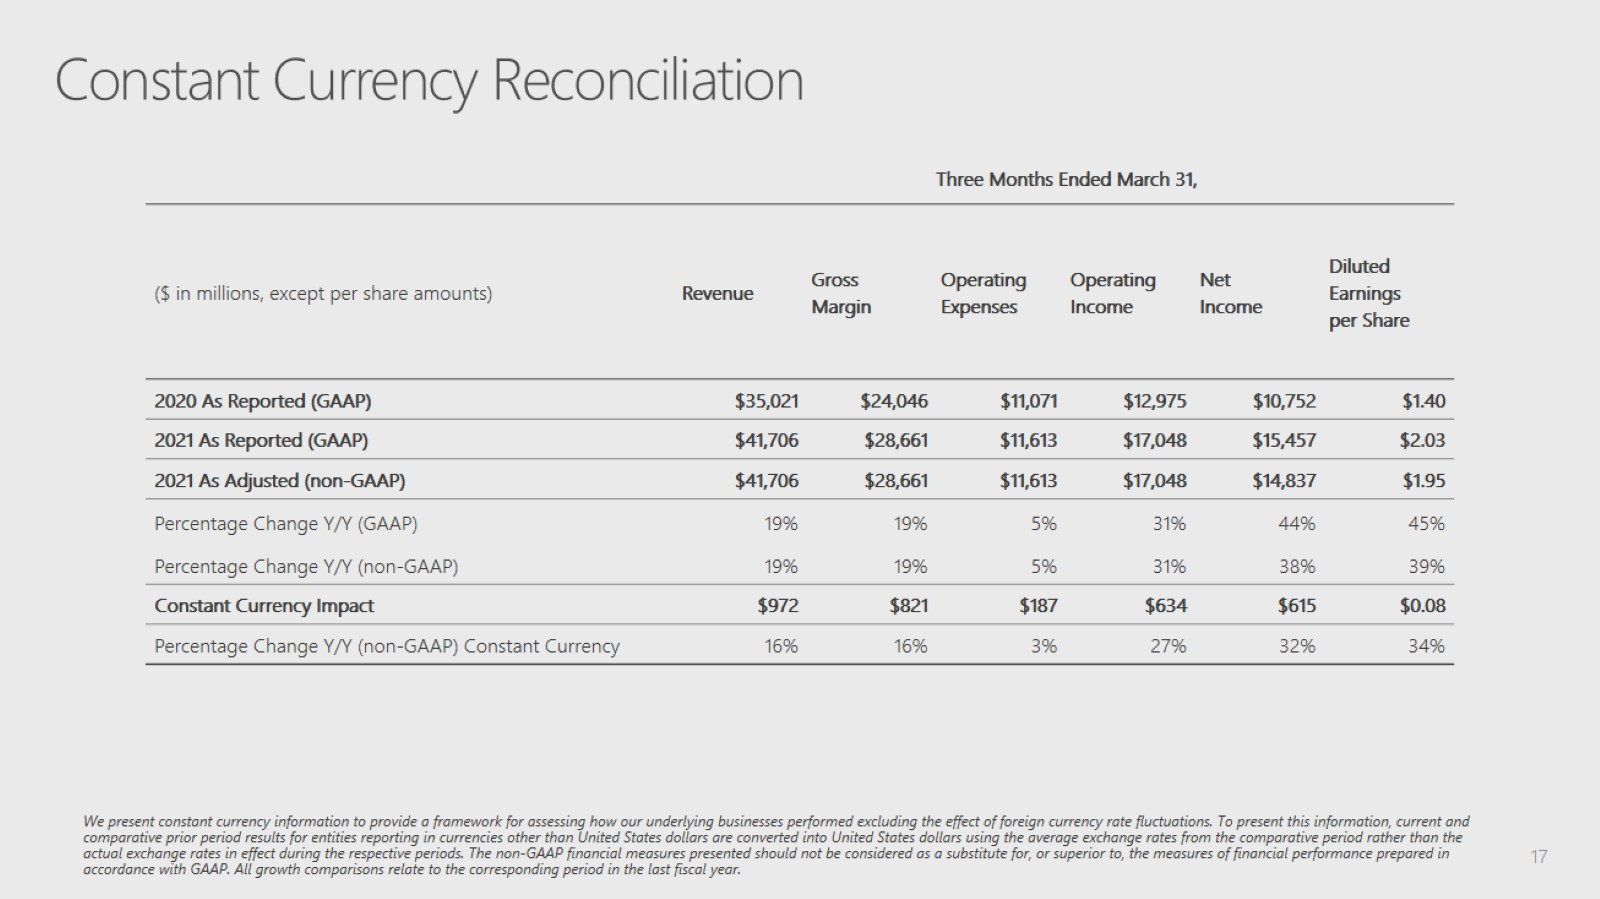 Constant Currency Reconciliation
Three Months Ended March 31,
($ in millions, except per share amounts) Revenue Gross Margin Operating Expenses Operating Income Net Income Diluted Earnings per Share
2020 As Reported (GAAP) $35,021 $24,046 $11,071 $12,975 $10,752 $1.40
2021 As Reported (GAAP) $41,706 $28,661 $11,613 $17,048 $15,457 $2.03
2021 As Adjusted (non-GAAP) $41,706 $28,661 $11,613 $17,048 $14,837 $1.95
Percentage Change Y/Y (GAAP) 19% 19% 5% 31% 44% 45%
Percentage Change Y/Y (non-GAAP) 19% 19% 5% 31% 38% 39%
Constant Currency Impact $972 $821 $187 $634 $615 $0.08
Percentage Change Y/Y (non-GAAP) Constant Currency 16% 16% 3% 27% 32% 34%
We present constant currency information to provide a framework for assessing how our underlying businesses performed excluding the effect of foreign currency rate fluctuations. To present this information, current and
comparative prior period results for entities reporting in currencies other than United States dollars are converted into United States dollars using the average exchange rates from the comparative period rather than the
actual exchange rates in effect during the respective periods. The non-GAAP financial measures presented should not be considered as a substitute for, or superior to, the measures of financial performance prepared in
accordance with GAAP. All growth comparisons relate to the corresponding period in the last fiscal year.
17